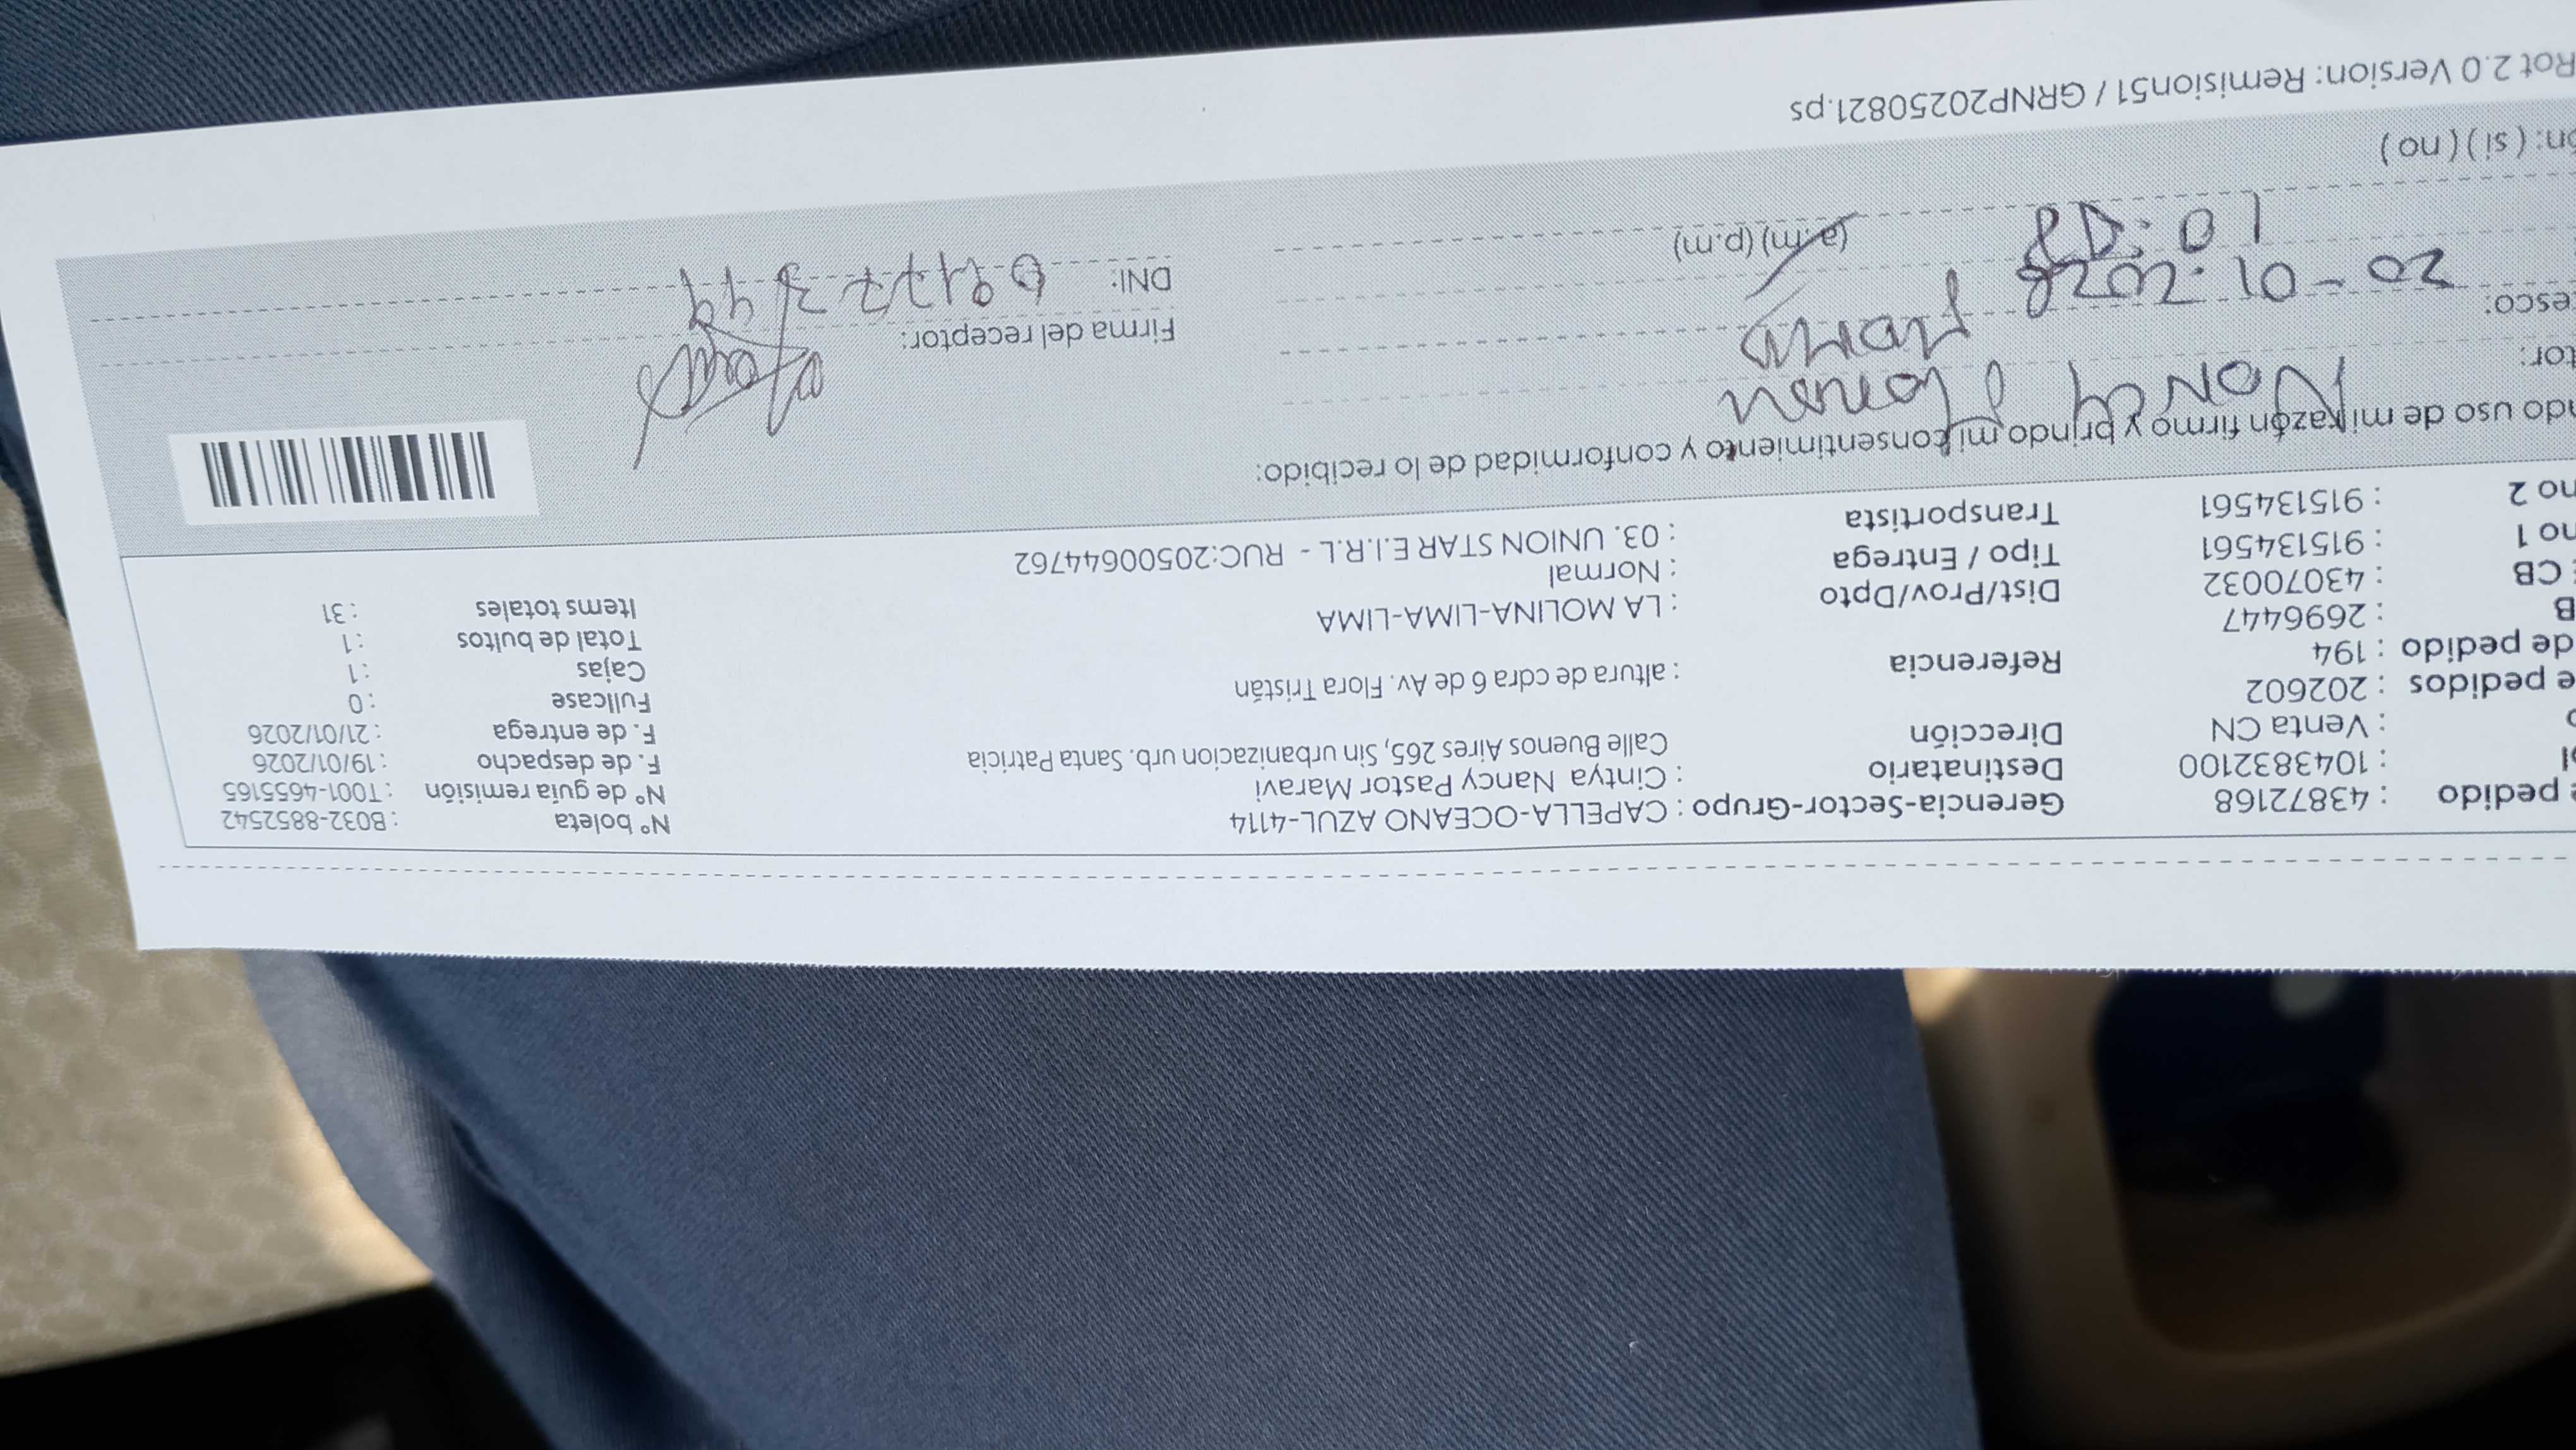 e pedido : 43872168 Gerencia-Sector-Grupo : CAPELLA-OCEANO AZUL-4114 Nº boleta : B032-8852542
: 1043832100 Destinatario : Cintya Nancy Pastor Maravi Nº de guía remisión : T001-4655165
: Venta CN Dirección Calle Buenos Aires 265, Sin urbanizacion urb. Santa Patricia F. de despacho : 19/01/2026
e pedidos : 202602 F. de entrega : 21/01/2026
de pedido : 194 Referencia : altura de cdra 6 de Av. Flora Tristán Fullcase : 0
B : 2696447 Cajas : 1
CB : 43070032 Dist/Prov/Dpto : LA MOLINA-LIMA-LIMA Total de bultos : 1
no 1 : 915134561 Tipo / Entrega : Normal Items totales : 31
no 2 : 915134561 Transportista : 03. UNION STAR E.I.R.L - RUC:20500644762
ndo uso de mi razón firmo y brindo mi consentimiento y conformidad de lo recibido:
tor: Nancy
esco: Firma del receptor:
20-01-2026 DNI:
10: (a.m) (p.m)
ón: ( si ) ( no )
Rot 2.0 Version: Remision51 / GRNP20250821.ps